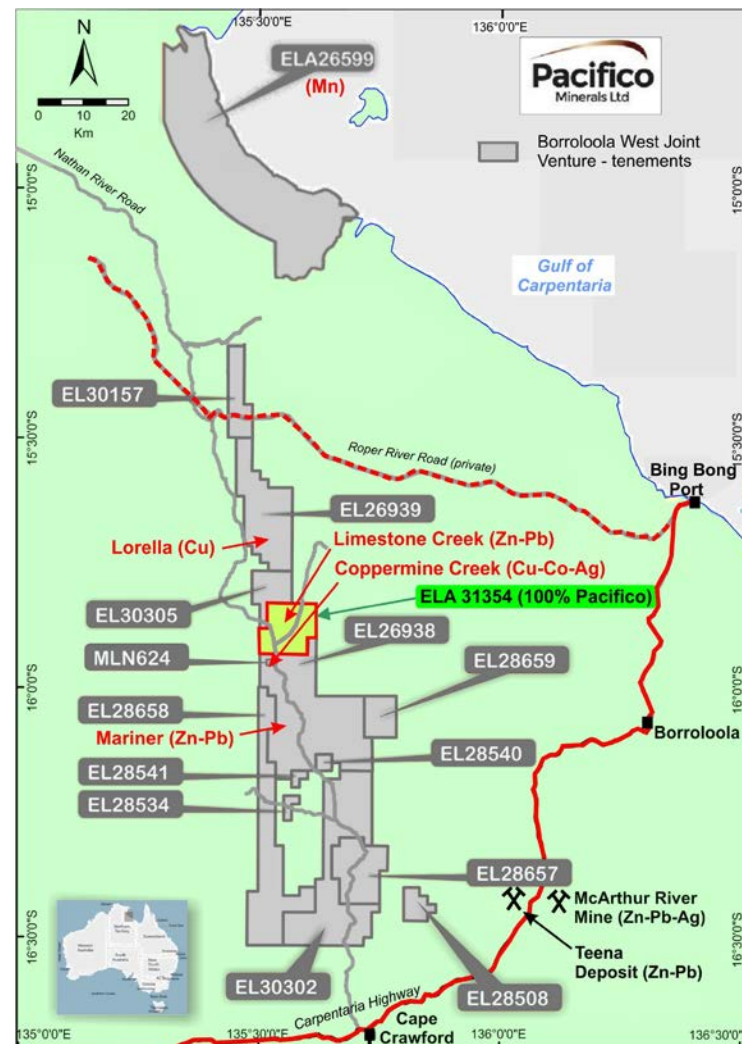 135°30'0"E
136°0'0"E
N
0
10
20
Km
ELA26599
(Mn)
Pacifico
Minerals Ltd
Borroloola West Joint
Venture - tenements
Nathan River Road
15°0'0"S
15°0'0"S
Gulf of
Carpentaria
EL30157
15°30'0"S
15°30'0"S
Roper River Road (private)
Bing Bong
Port
EL26939
Lorella (Cu)
Limestone Creek (Zn-Pb)
Coppermine Creek (Cu-Co-Ag)
EL30305
ELA 31354 (100% Pacifico)
EL26938
MLN624
EL28659
16°0'0"S
16°0'0"S
EL28658
Mariner (Zn-Pb)
Borroloola
EL28540
EL28541
EL28534
EL28657
McArthur River
Mine (Zn-Pb-Ag)
Teena
Deposit (Zn-Pb)
16°30'0"S
16°30'0"S
EL30302
EL28508
Carpentaria Highway
Cape
Crawford
135°0'0"E
135°30'0"E
136°0'0"E
136°30'0"E